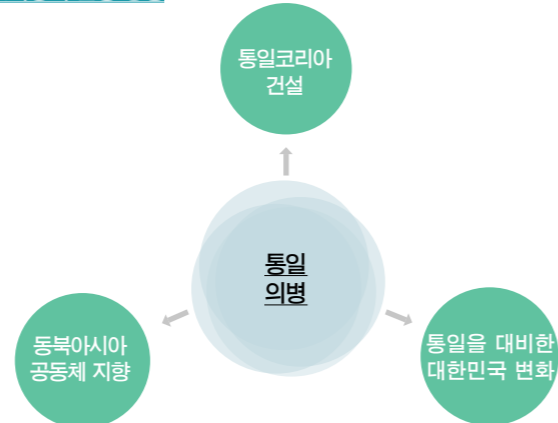 통일코리아
건설
통일
의병
동북아시아
공동체 지향
통일을 대비한
대한민국 변화